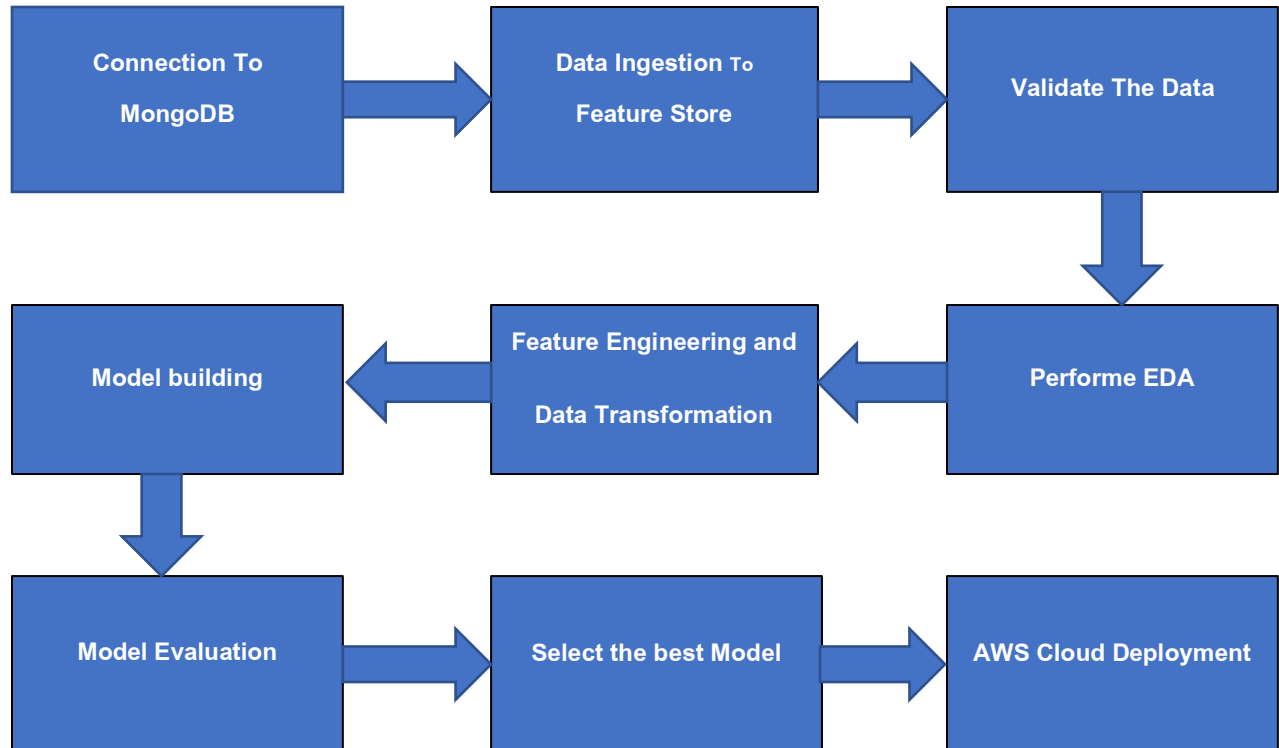 Connection To
MongoDB
Data Ingestion To
Feature Store
Validate The Data
Performe EDA
Feature Engineering and
Data Transformation
Model building
Model Evaluation
Select the best Model
AWS Cloud Deployment